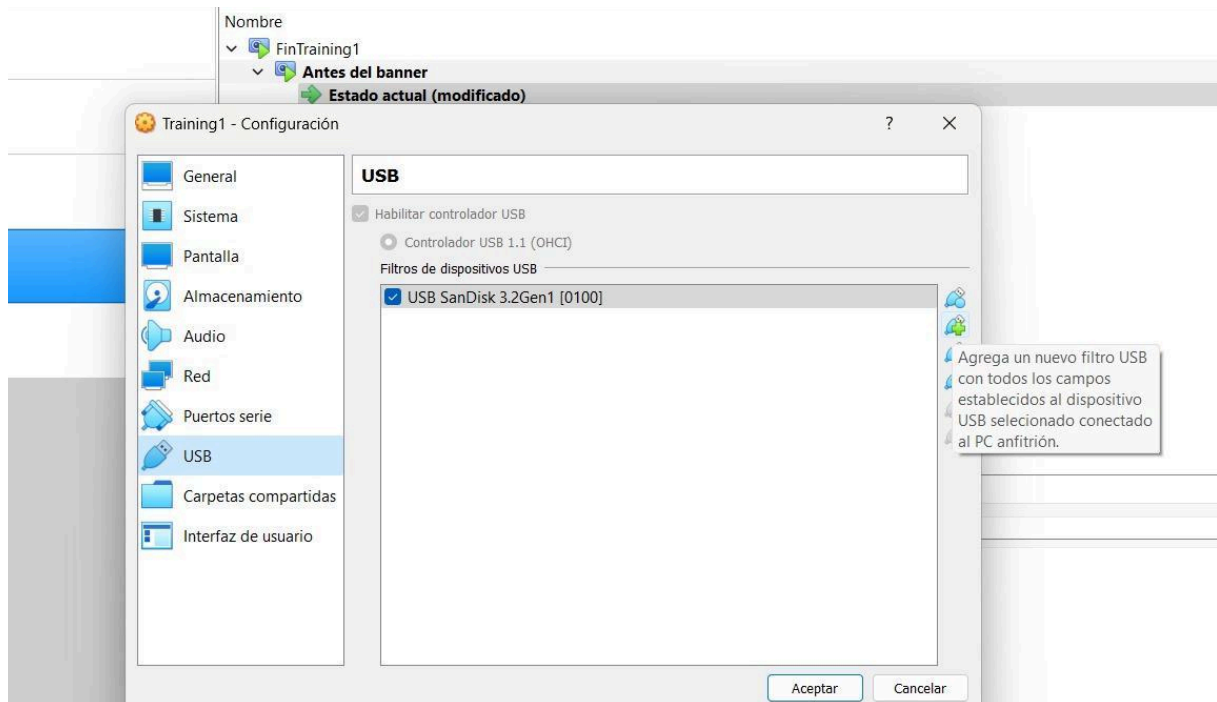 Nombre
FinTraining1
Antes del banner
Estado actual (modificado)
Training1 - Configuración
?
General
Sistema
Pantalla
Almacenamiento
Audio
Red
Puertos serie
USB
Carpetas compartidas
Interfaz de usuario
USB
Habilitar controlador USB
Controlador USB 1.1 (OHCI)
Filtros de dispositivos USB
USB SanDisk 3.2Gen1 [0100]
Agrega un nuevo filtro USB
con todos los campos
establecidos al dispositivo
USB selecionado conectado
al PC anfitrión.
Aceptar
Cancelar